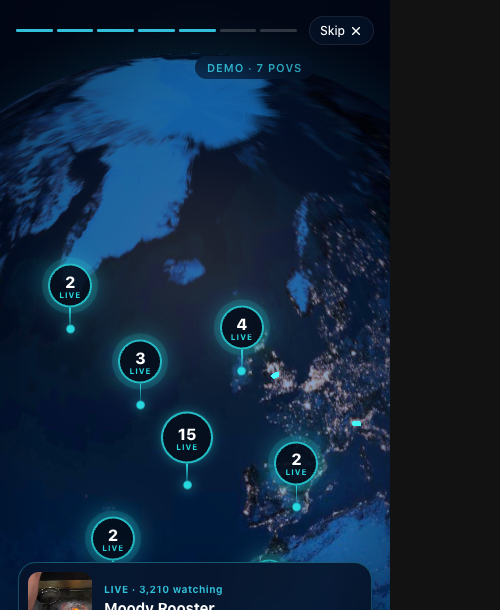 Skip ✕
DEMO · 7 POVS
2
LIVE
4
LIVE
3
LIVE
15
LIVE
2
LIVE
2
LIVE
LIVE · 3,210 watching
Moody Rooster